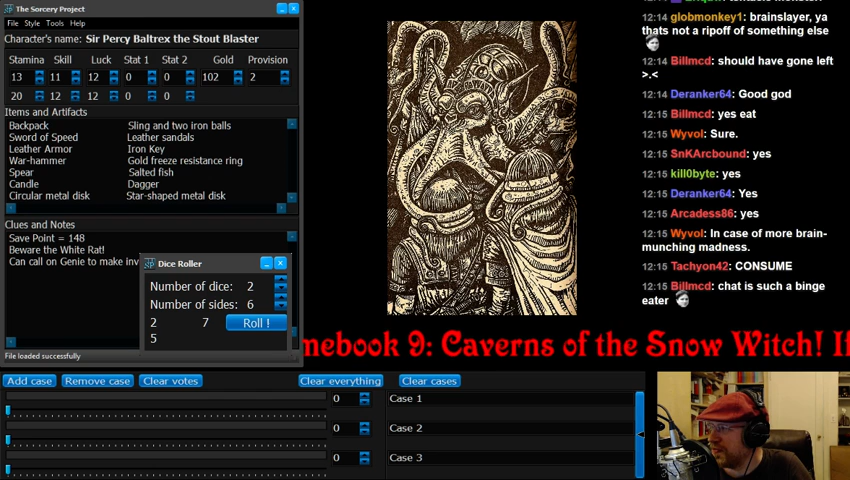 The Sorcery Project
File Style Tools Help
Character's name: Sir Percy Baltrex the Stout Blaster
Stamina Skill Luck Stat 1 Stat 2 Gold Provision
13 11 12 0 0 102 2
20 12 12 0 0
Items and Artifacts
Backpack Sling and two iron balls
Sword of Speed Leather sandals
Leather Armor Iron Key
War-hammer Gold freeze resistance ring
Spear Salted fish
Candle Dagger
Circular metal disk Star-shaped metal disk
Clues and Notes
Save Point = 148
Beware the White Rat!
Can call on Genie to make inv
Dice Roller
Number of dice: 2
Number of sides: 6
2 7 Roll !
5
File loaded successfully
mebook 9: Caverns of the Snow Witch! If
Add case Remove case Clear votes Clear everything Clear cases
0 Case 1
0 Case 2
0 Case 3
12:14 globmonkey1: brainslayer, ya
thats not a ripoff of something else
12:14 Billmcd: should have gone left
>.<
12:14 Deranker64: Good god
12:15 Billmcd: yes eat
12:15 Wyvol: Sure.
12:15 SnKArcbound: yes
12:15 kill0byte: yes
12:15 Deranker64: Yes
12:15 Arcadess86: yes
12:15 Wyvol: In case of more brain-
munching madness.
12:15 Tachyon42: CONSUME
12:15 Billmcd: chat is such a binge
eater